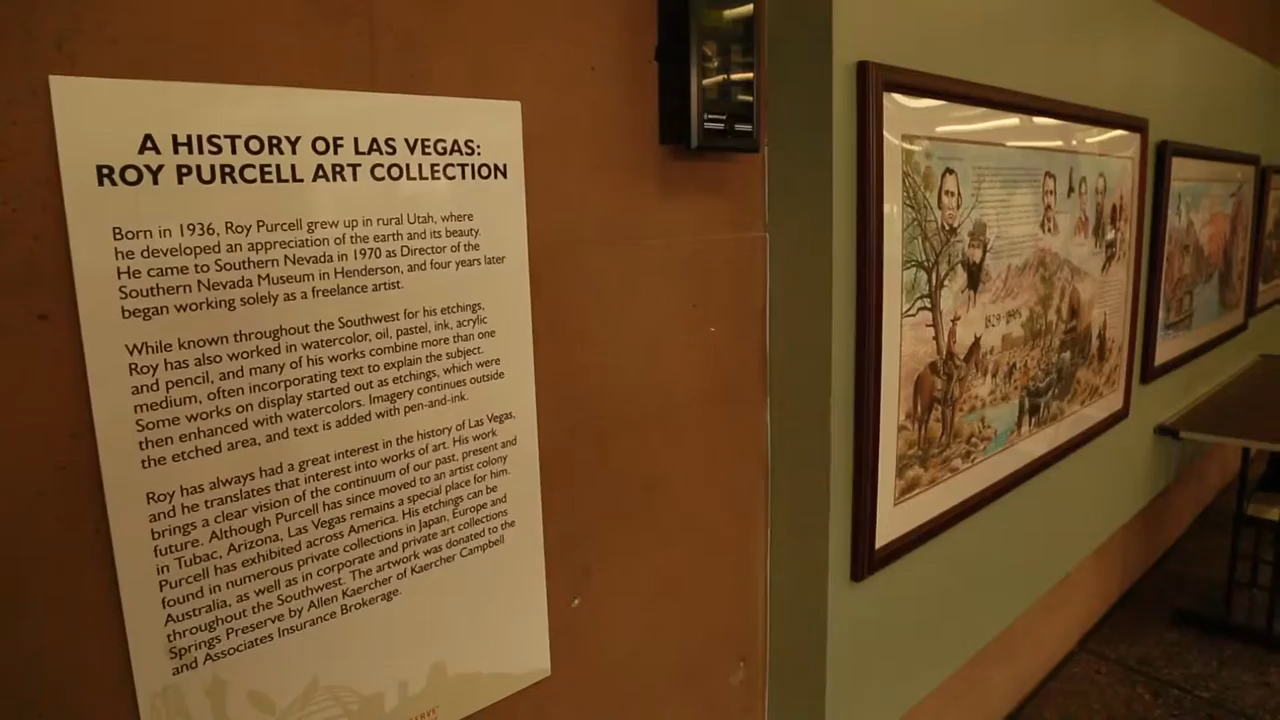 A HISTORY OF LAS VEGAS:
ROY PURCELL ART COLLECTION
Born in 1936, Roy Purcell grew up in rural Utah, where
he developed an appreciation of the earth and its beauty.
He came to Southern Nevada in 1970 as Director of the
Southern Nevada Museum in Henderson, and four years later
began working solely as a freelance artist.
While known throughout the Southwest for his etchings,
Roy has also worked in watercolor, oil, pastel, ink, acrylic
and pencil, and many of his works combine more than one
medium, often incorporating text to explain the subject.
Some works on display started out as etchings, which were
then enhanced with watercolors. Imagery continues outside
the etched area, and text is added with pen-and-ink.
Roy has always had a great interest in the history of Las Vegas,
and he translates that interest into works of art. His work
brings a clear vision of the continuum of our past, present and
future. Although Purcell has since moved to an artist colony
in Tubac, Arizona, Las Vegas remains a special place for him.
Purcell has exhibited across America. His etchings can be
found in numerous private collections in Japan, Europe and
Australia, as well as in corporate and private art collections
throughout the Southwest. The artwork was donated to the
Springs Preserve by Allen Kaercher of Kaercher Campbell
and Associates Insurance Brokerage.